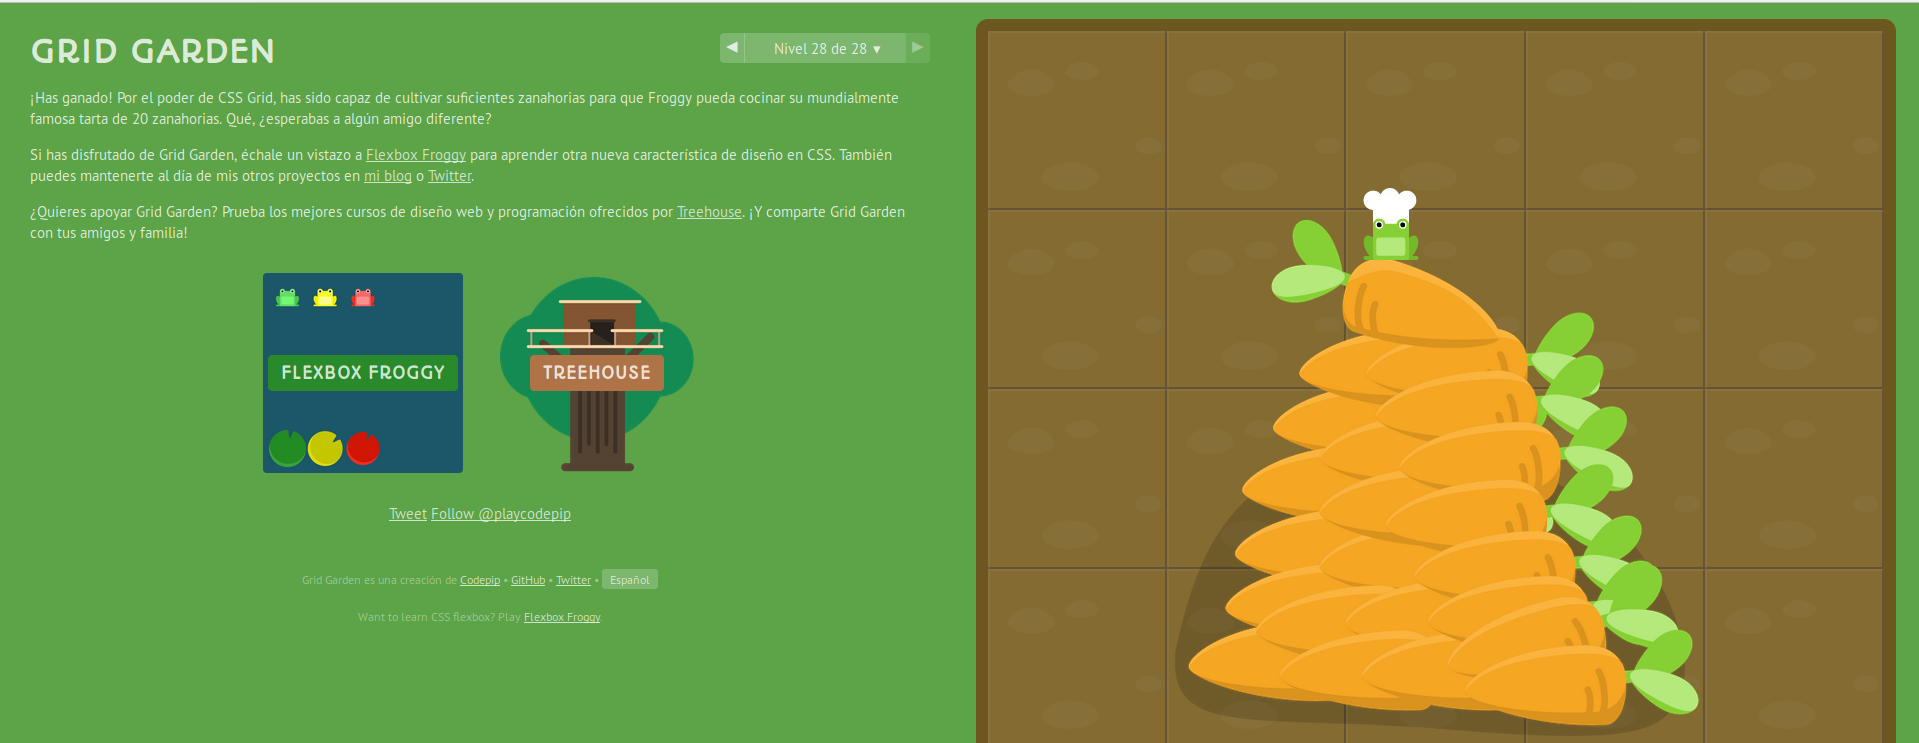 GRID GARDEN
◀ Nivel 28 de 28 ▾ ▶
¡Has ganado! Por el poder de CSS Grid, has sido capaz de cultivar suficientes zanahorias para que Froggy pueda cocinar su mundialmente
famosa tarta de 20 zanahorias. Qué, ¿esperabas a algún amigo diferente?
Si has disfrutado de Grid Garden, échale un vistazo a Flexbox Froggy para aprender otra nueva característica de diseño en CSS. También
puedes mantenerte al día de mis otros proyectos en mi blog o Twitter.
¿Quieres apoyar Grid Garden? Prueba los mejores cursos de diseño web y programación ofrecidos por Treehouse. ¡Y comparte Grid Garden
con tus amigos y familia!
FLEXBOX FROGGY
TREEHOUSE
Tweet Follow @playcodepip
Grid Garden es una creación de Codepip • GitHub • Twitter • Español
Want to learn CSS flexbox? Play Flexbox Froggy.